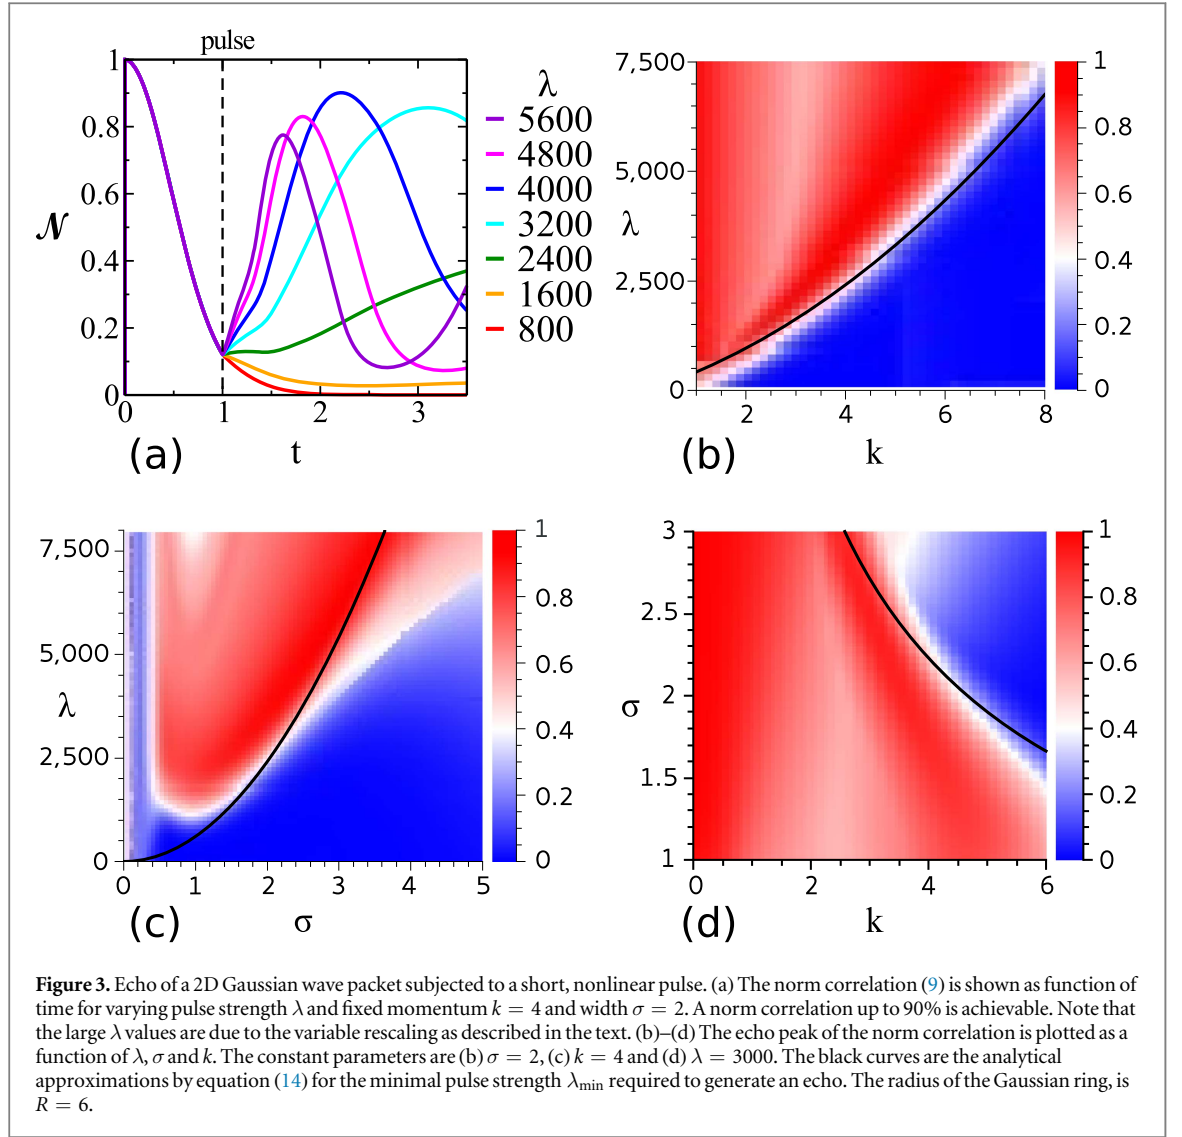 pulse
1
0.8
0.6
0.4
0.2
0
𝒩
0 1 2 3
t
(a)
λ
5600
4800
4000
3200
2400
1600
800
7,500
5,000
2,500
0
λ
2 4 6 8
k
(b)
1
0.8
0.6
0.4
0.2
0
7,500
5,000
2,500
0
λ
0 1 2 3 4 5
σ
(c)
1
0.8
0.6
0.4
0.2
0
3
2.5
2
1.5
1
σ
0 2 4 6
k
(d)
1
0.8
0.6
0.4
0.2
0
Figure 3. Echo of a 2D Gaussian wave packet subjected to a short, nonlinear pulse. (a) The norm correlation (9) is shown as function of
time for varying pulse strength λ and fixed momentum k = 4 and width σ = 2. A norm correlation up to 90% is achievable. Note that
the large λ values are due to the variable rescaling as described in the text. (b)–(d) The echo peak of the norm correlation is plotted as a
function of λ, σ and k. The constant parameters are (b) σ = 2, (c) k = 4 and (d) λ = 3000. The black curves are the analytical
approximations by equation (14) for the minimal pulse strength λmin required to generate an echo. The radius of the Gaussian ring, is
R = 6.